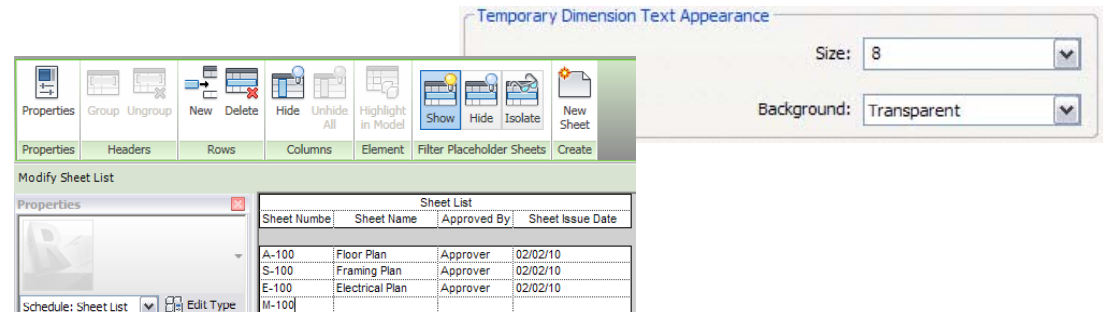 Temporary Dimension Text Appearance
Size: 8
Background: Transparent
Properties Group Ungroup New Delete Hide Unhide All Highlight in Model Show Hide Isolate New Sheet
Properties Headers Rows Columns Element Filter Placeholder Sheets Create
Modify Sheet List
Properties
R1
Schedule: Sheet List Edit Type
Sheet List
Sheet Numbe Sheet Name Approved By Sheet Issue Date
A-100 Floor Plan Approver 02/02/10
S-100 Framing Plan Approver 02/02/10
E-100 Electrical Plan Approver 02/02/10
M-100